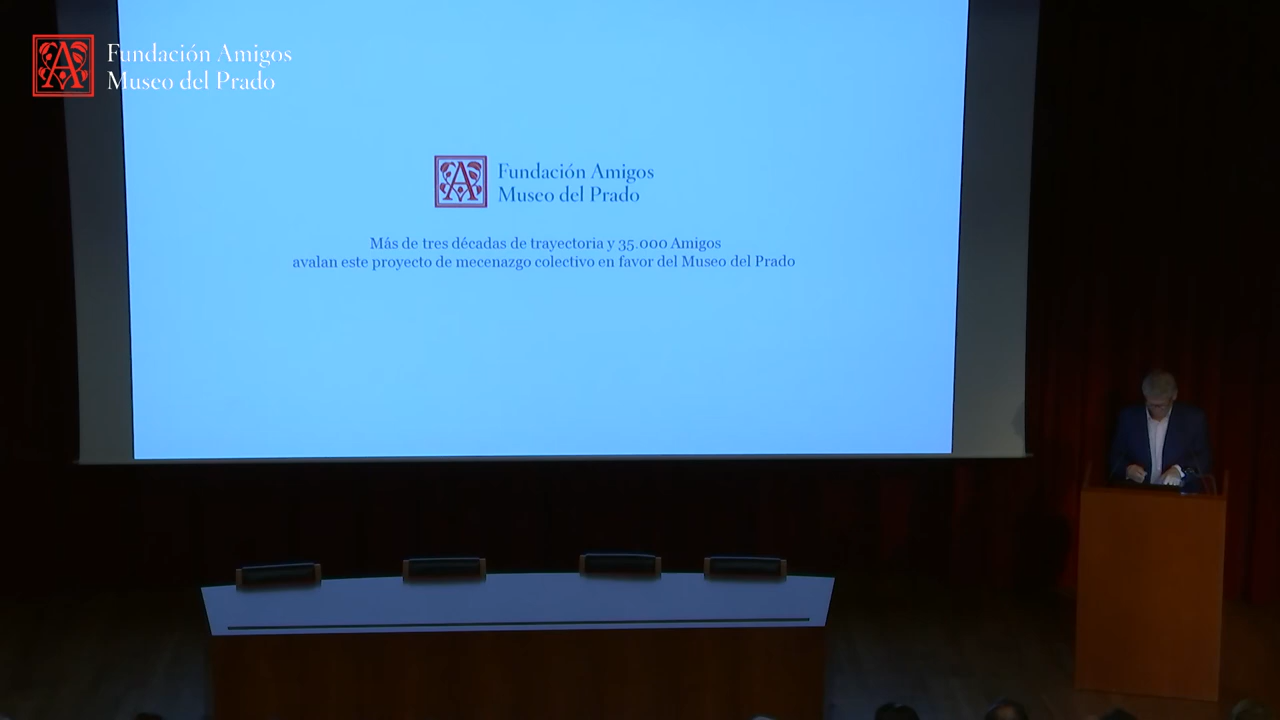 Fundación Amigos
Museo del Prado
A
Fundación Amigos
Museo del Prado
A
Más de tres décadas de trayectoria y 35.000 Amigos
avalan este proyecto de mecenazgo colectivo en favor del Museo del Prado